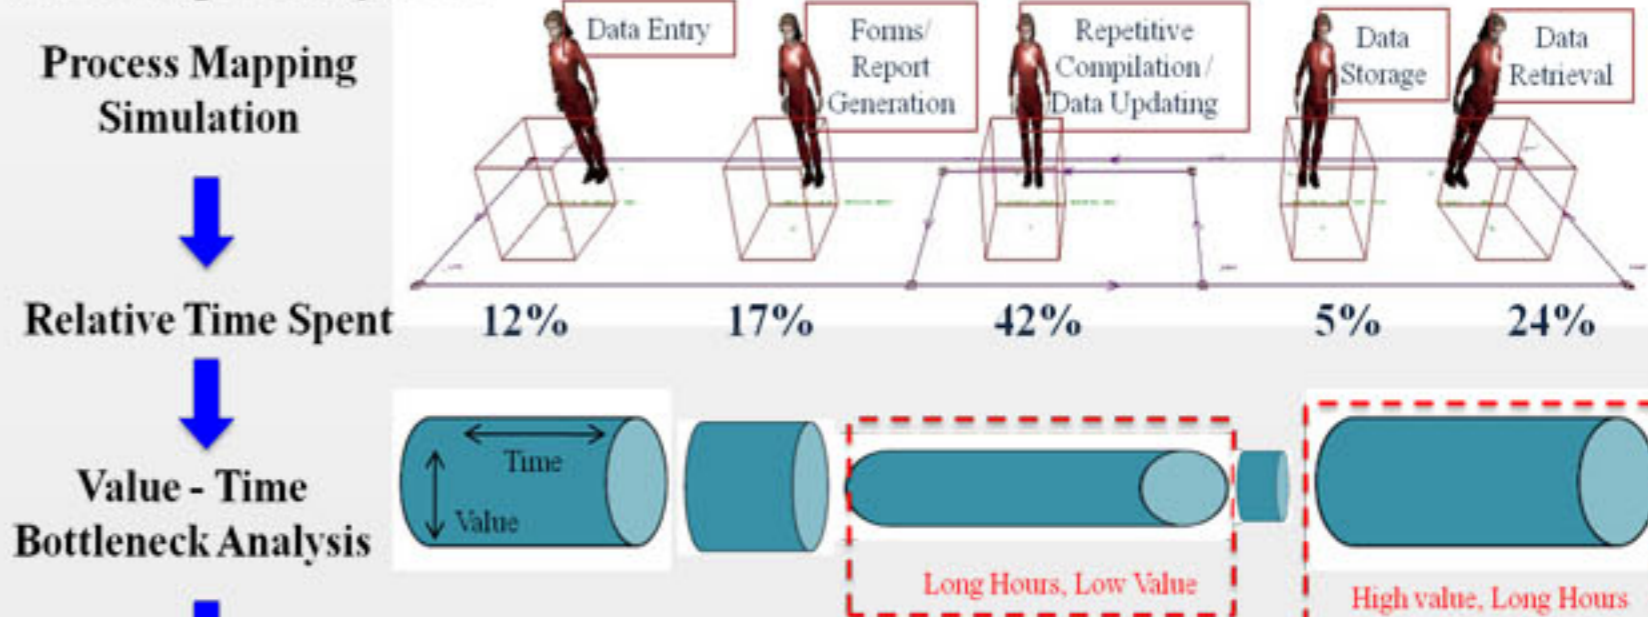 Process Mapping
Simulation
Data Entry
Forms/
Report
Generation
Repetitive
Compilation /
Data Updating
Data
Storage
Data
Retrieval
Relative Time Spent
12%
17%
42%
5%
24%
Value - Time
Bottleneck Analysis
Time
Value
Long Hours, Low Value
High value, Long Hours